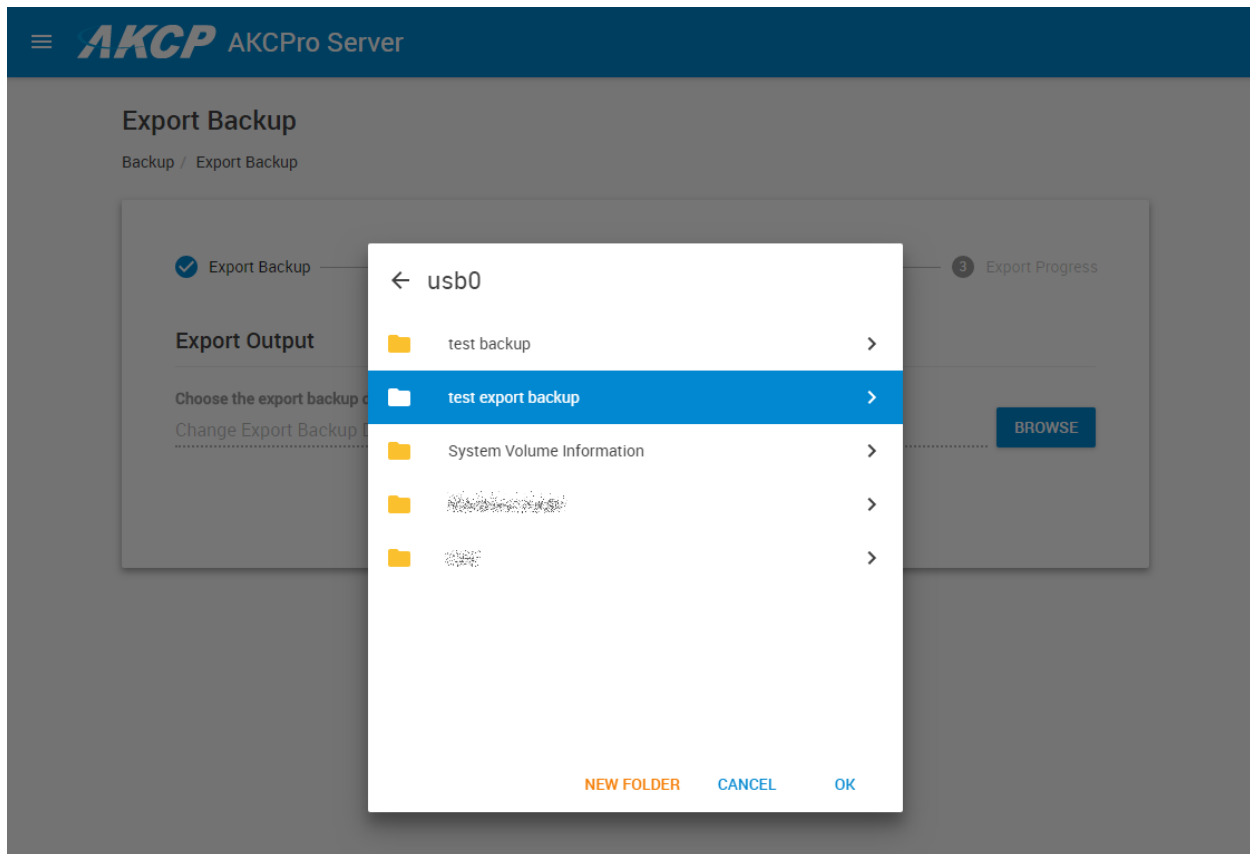 AKCP AKCPro Server
Export Backup
Backup / Export Backup
Export Backup
3 Export Progress
Export Output
Choose the export backup
Change Export Backup
BROWSE
usb0
test backup
test export backup
System Volume Information
NEW FOLDER CANCEL OK